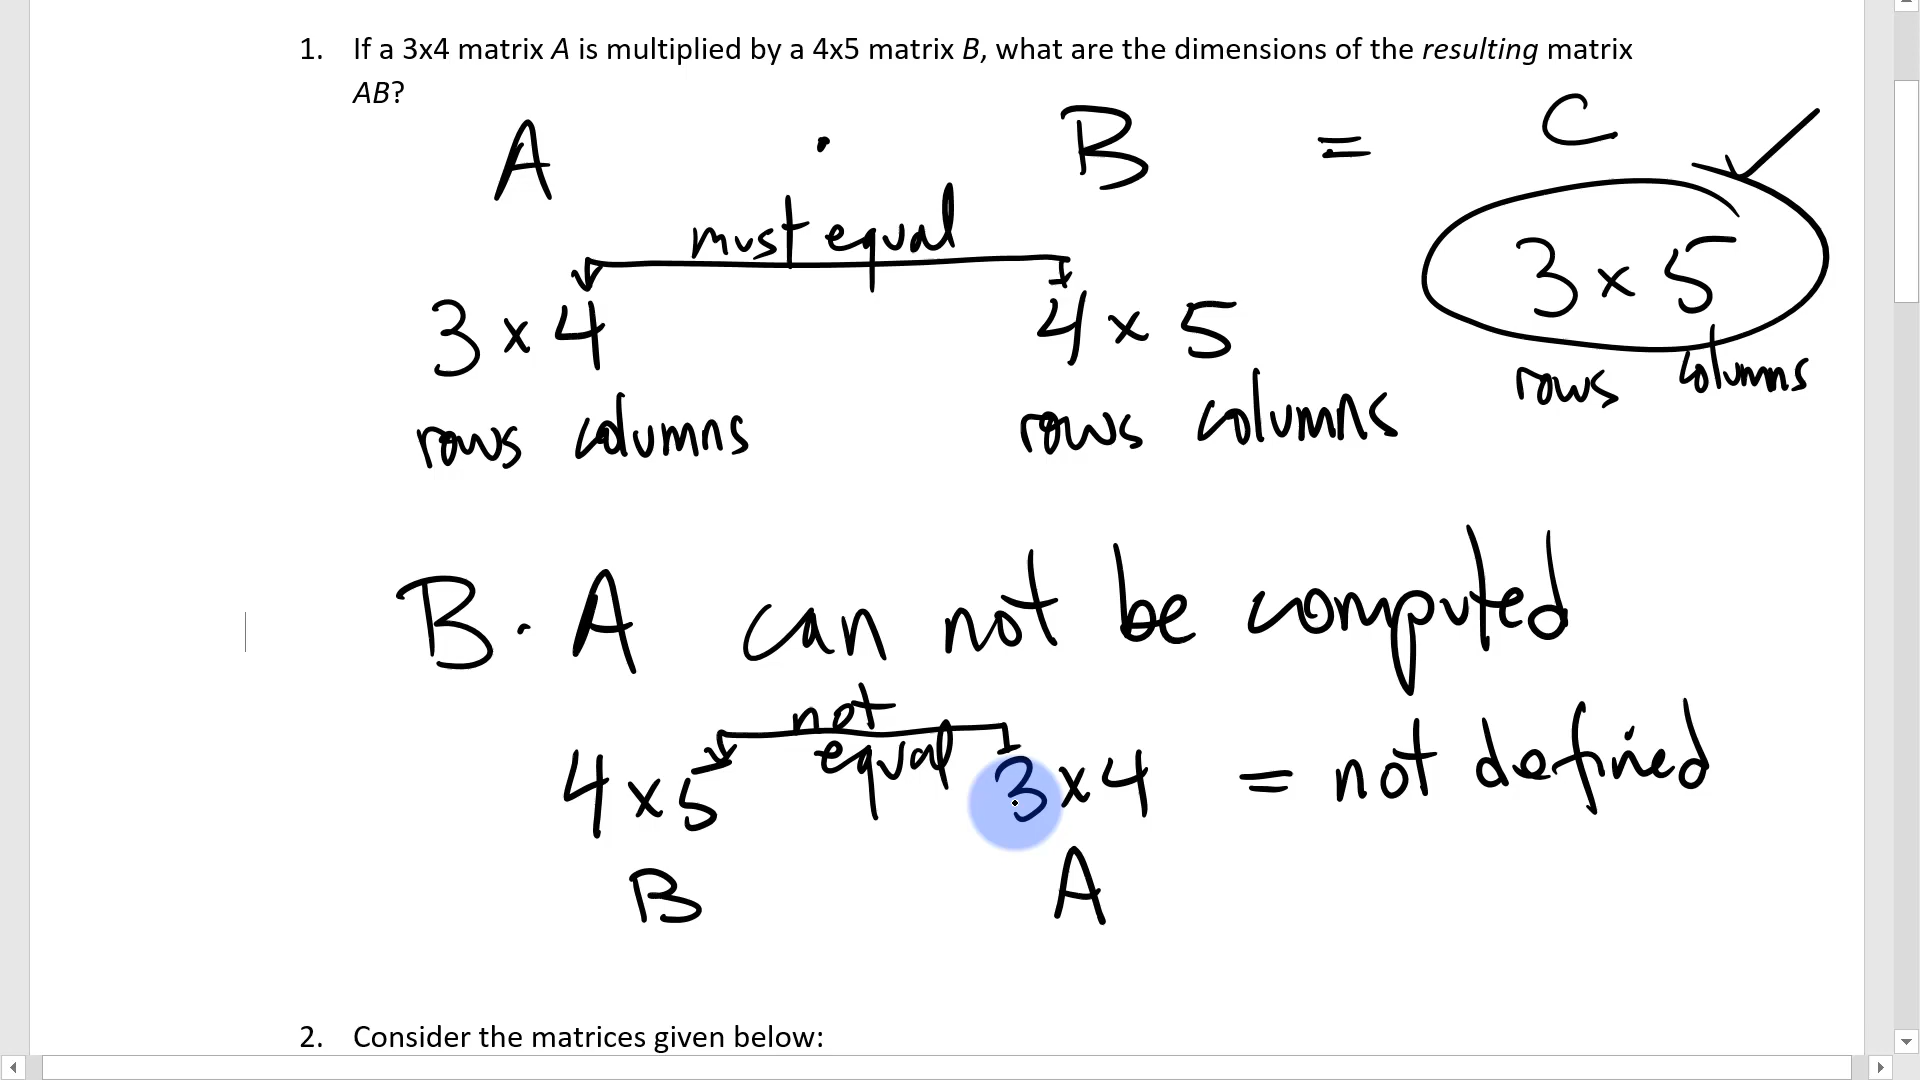 1. If a 3x4 matrix A is multiplied by a 4x5 matrix B, what are the dimensions of the resulting matrix
AB?
A · B = C
must equal
3 x 4 4 x 5 3 x 5
rows columns rows columns rows columns
B · A can not be computed
not
equal
4 x 5 3 x 4 = not defined
B A
2. Consider the matrices given below: